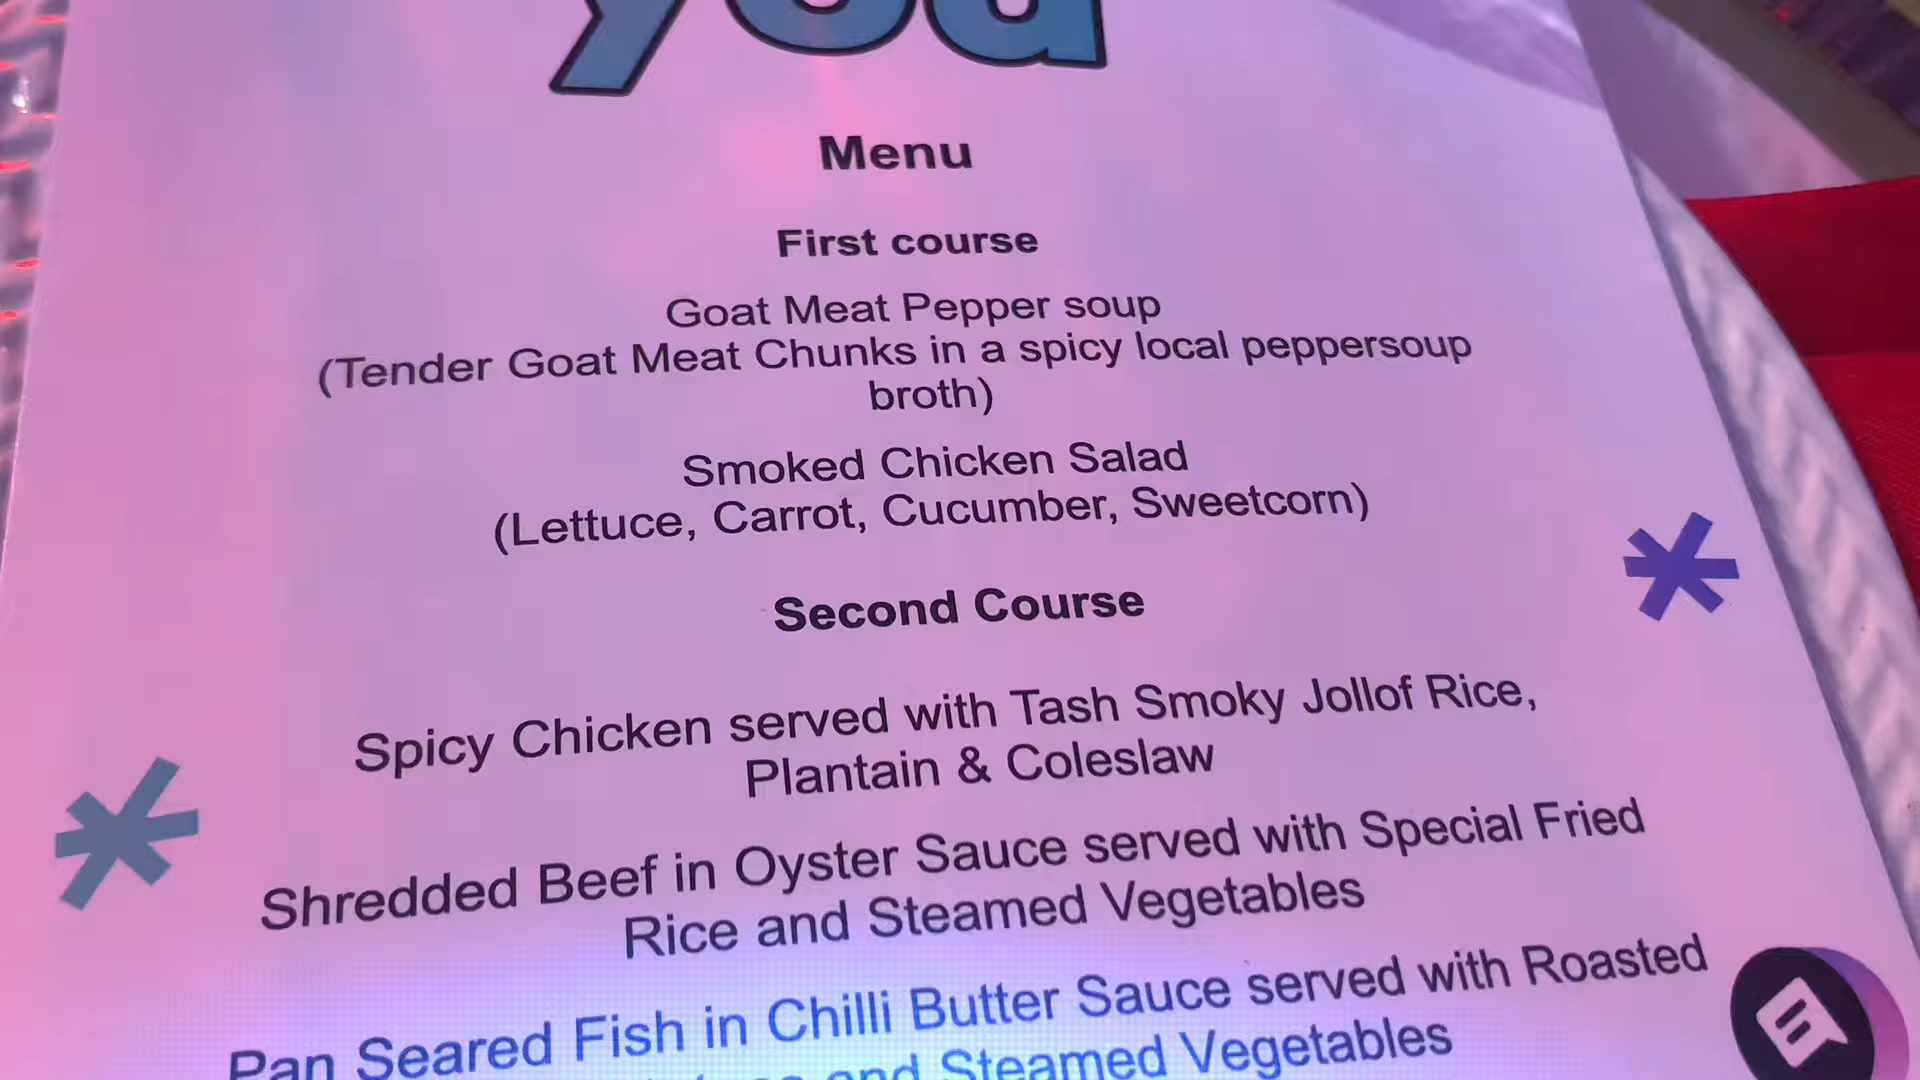 you
Menu
First course
Goat Meat Pepper soup
(Tender Goat Meat Chunks in a spicy local peppersoup
broth)
Smoked Chicken Salad
(Lettuce, Carrot, Cucumber, Sweetcorn)
Second Course
Spicy Chicken served with Tash Smoky Jollof Rice,
Plantain & Coleslaw
Shredded Beef in Oyster Sauce served with Special Fried
Rice and Steamed Vegetables
Pan Seared Fish in Chilli Butter Sauce served with Roasted
and Steamed Vegetables